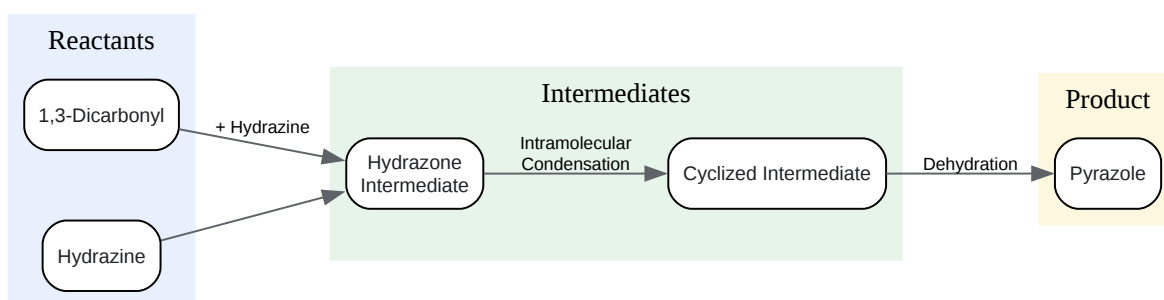 Reactants
1,3-Dicarbonyl
Hydrazine
+ Hydrazine
Intermediates
Hydrazone
Intermediate
Intramolecular
Condensation
Cyclized Intermediate
Dehydration
Product
Pyrazole